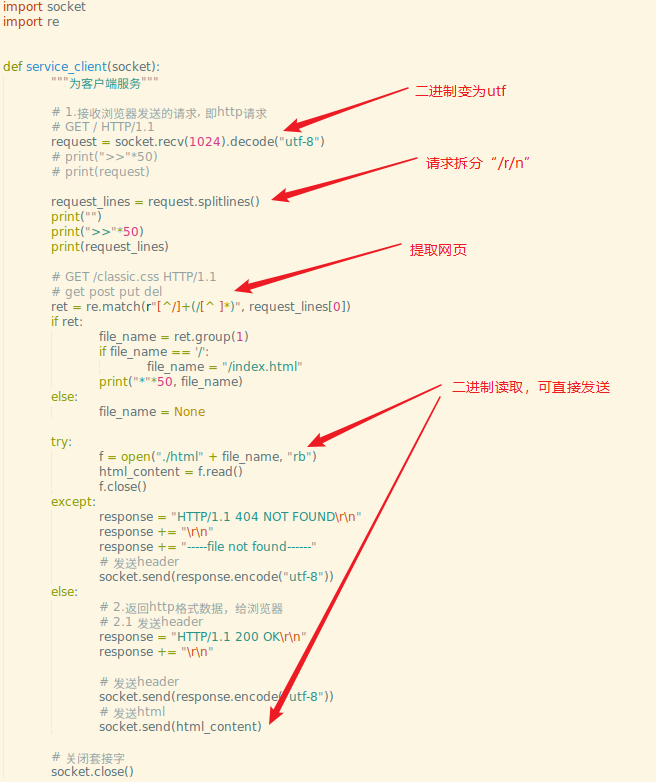 import socket
import re
def service_client(socket):
"""为客户端服务"""
# 1.接收浏览器发送的请求, 即http请求
# GET / HTTP/1.1
二进制变为utf
request = socket.recv(1024).decode("utf-8")
# print(">>"*50)
# print(request)
请求拆分“/r/n”
request_lines = request.splitlines()
print("")
print(">>"*50)
print(request_lines)
提取网页
# GET /classic.css HTTP/1.1
# get post put del
ret = re.match(r"[^/]+(/[^ ]*)", request_lines[0])
if ret:
file_name = ret.group(1)
if file_name == '/':
file_name = "/index.html"
print("*"*50, file_name)
二进制读取，可直接发送
else:
file_name = None
try:
f = open("./html" + file_name, "rb")
html_content = f.read()
f.close()
except:
response = "HTTP/1.1 404 NOT FOUND\r\n"
response += "\r\n"
response += "-----file not found------"
# 发送header
socket.send(response.encode("utf-8"))
else:
# 2.返回http格式数据，给浏览器
# 2.1 发送header
response = "HTTP/1.1 200 OK\r\n"
response += "\r\n"
# 发送header
socket.send(response.encode("utf-8"))
# 发送html
socket.send(html_content)
# 关闭套接字
socket.close()